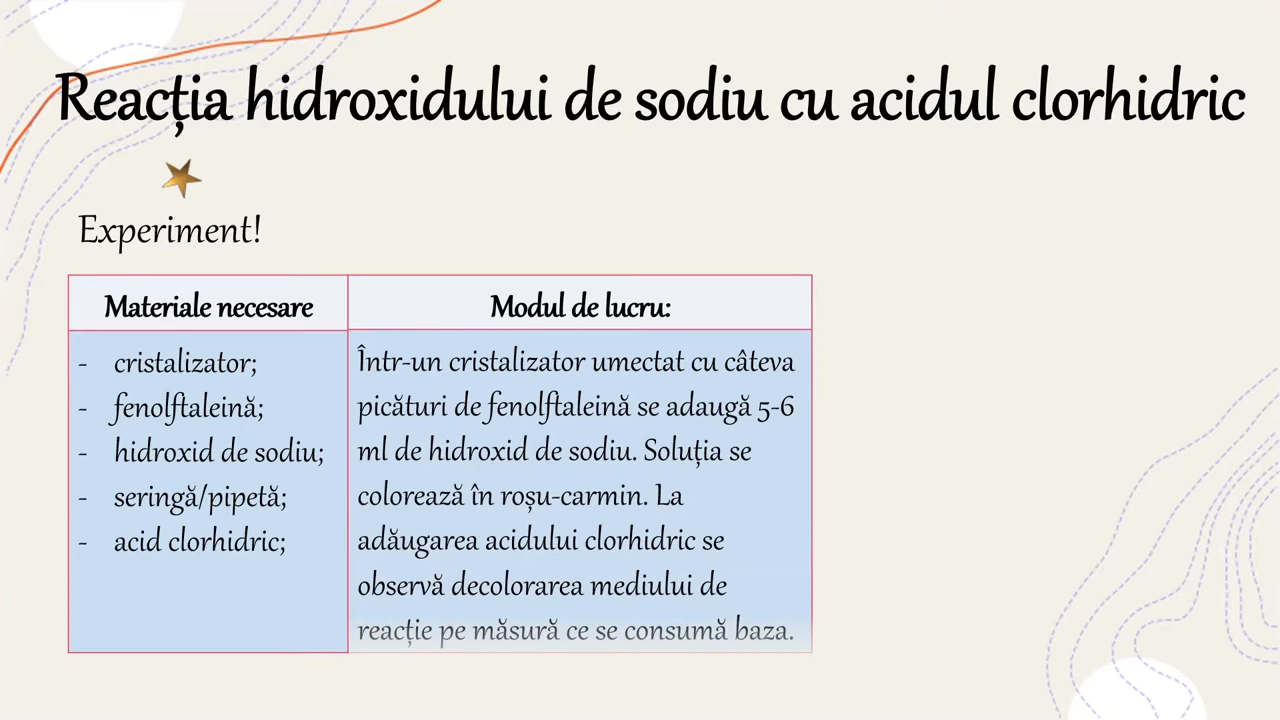 Reacția hidroxidului de sodiu cu acidul clorhidric
Experiment!
Materiale necesare
- cristalizator;
- fenolftaleină;
- hidroxid de sodiu;
- seringă/pipetă;
- acid clorhidric;
Modul de lucru:
Într-un cristalizator umectat cu câteva
picături de fenolftaleină se adaugă 5-6
ml de hidroxid de sodiu. Soluția se
colorează în roșu-carmin. La
adăugarea acidului clorhidric se
observă decolorarea mediului de
reacție pe măsură ce se consumă baza.